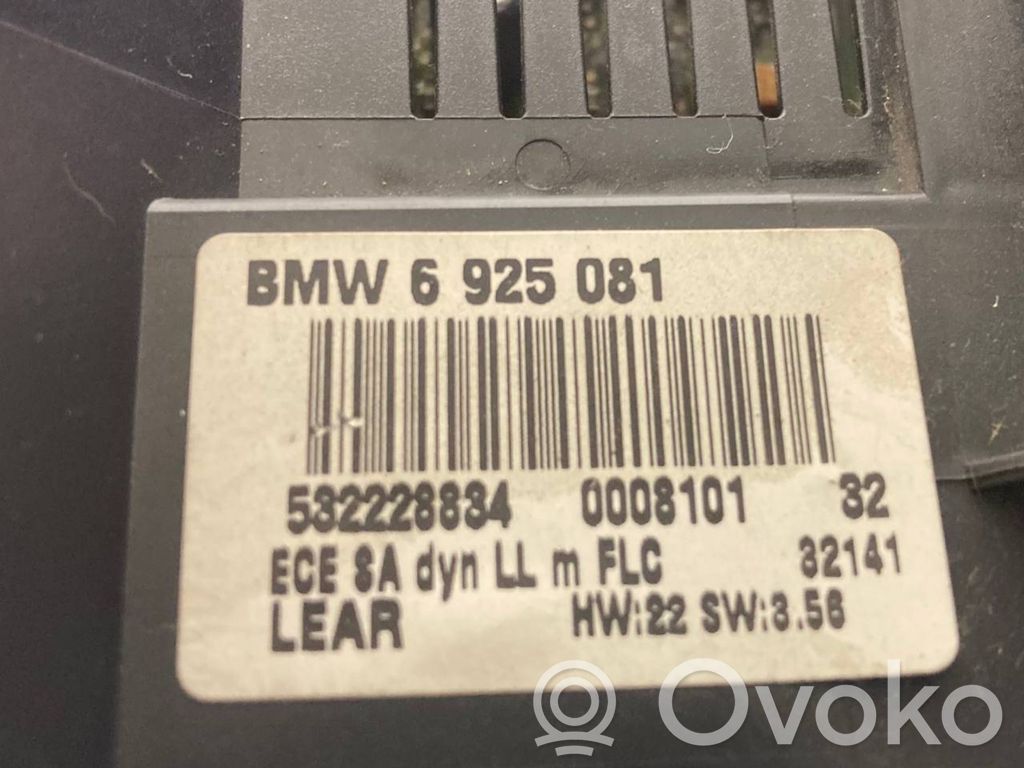 BMW 6 925 081
532228834 0008101 32
ECE SA dyn LL m FLC 32141
LEAR HW:22 SW:3.56
Ovoko